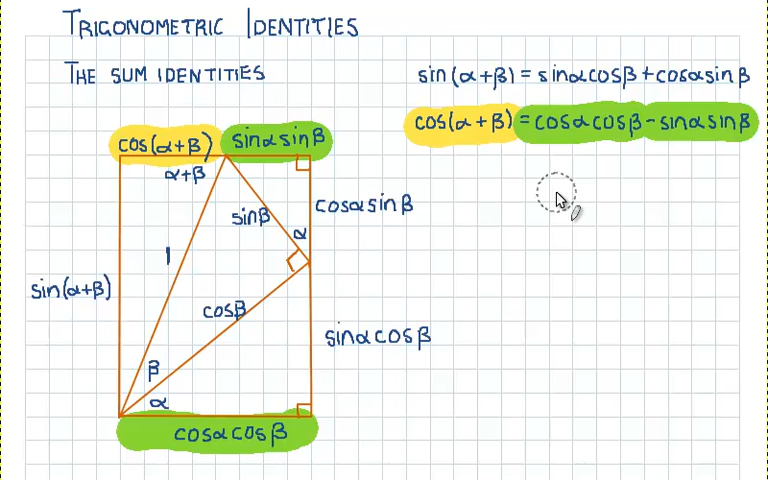 TRIGONOMETRIC IDENTITIES
THE SUM IDENTITIES
sin(α+β) = sinαcosβ + cosαsinβ
cos(α+β) = cosαcosβ - sinαsinβ
cos(α+β) sinαsinβ
α+β
sinβ
cosαsinβ
α
1
sin(α+β)
cosβ
sinαcosβ
β
α
cosαcosβ